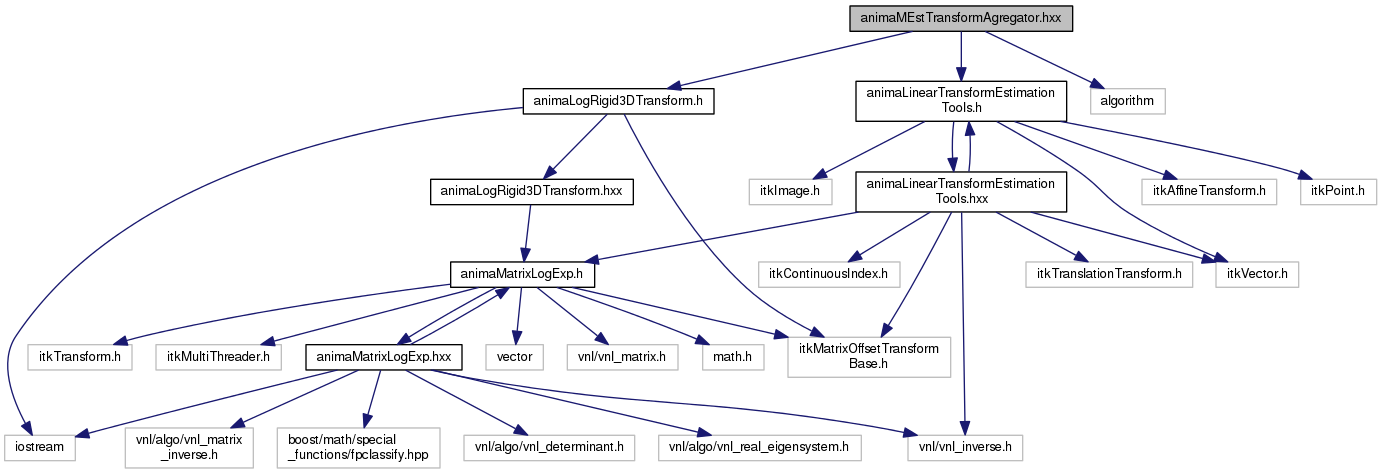 animaMEstTransformAgregator.hxx
animaLogRigid3DTransform.h
animaLinearTransformEstimation
Tools.h
algorithm
animaLogRigid3DTransform.hxx
itkImage.h
animaLinearTransformEstimation
Tools.hxx
itkAffineTransform.h
itkPoint.h
animaMatrixLogExp.h
itkContinuousIndex.h
itkTranslationTransform.h
itkVector.h
itkTransform.h
itkMultiThreader.h
animaMatrixLogExp.hxx
vector
vnl/vnl_matrix.h
math.h
itkMatrixOffsetTransform
Base.h
iostream
vnl/algo/vnl_matrix
_inverse.h
boost/math/special
_functions/fpclassify.hpp
vnl/algo/vnl_determinant.h
vnl/algo/vnl_real_eigensystem.h
vnl/vnl_inverse.h